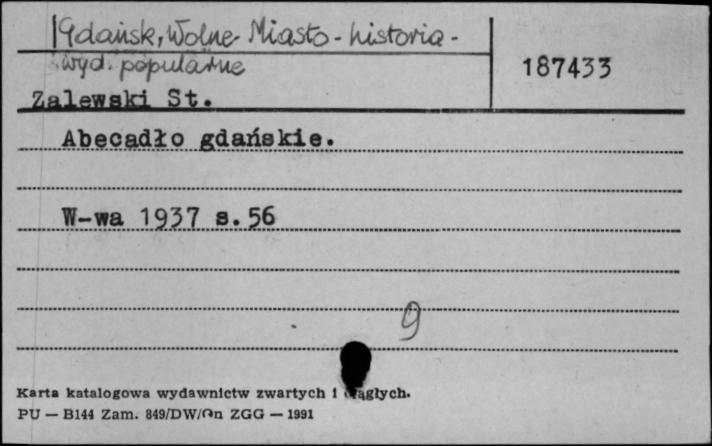 Gdańsk, Wolne Miasto - historia -
wyd. popularne
187433
Zalewski St.
Abecadło gdańskie.
W-wa 1937 s. 56
9
Karta katalogowa wydawnictw zwartych i ciągłych.
PU — B144 Zam. 849/DW/On ZGG — 1991